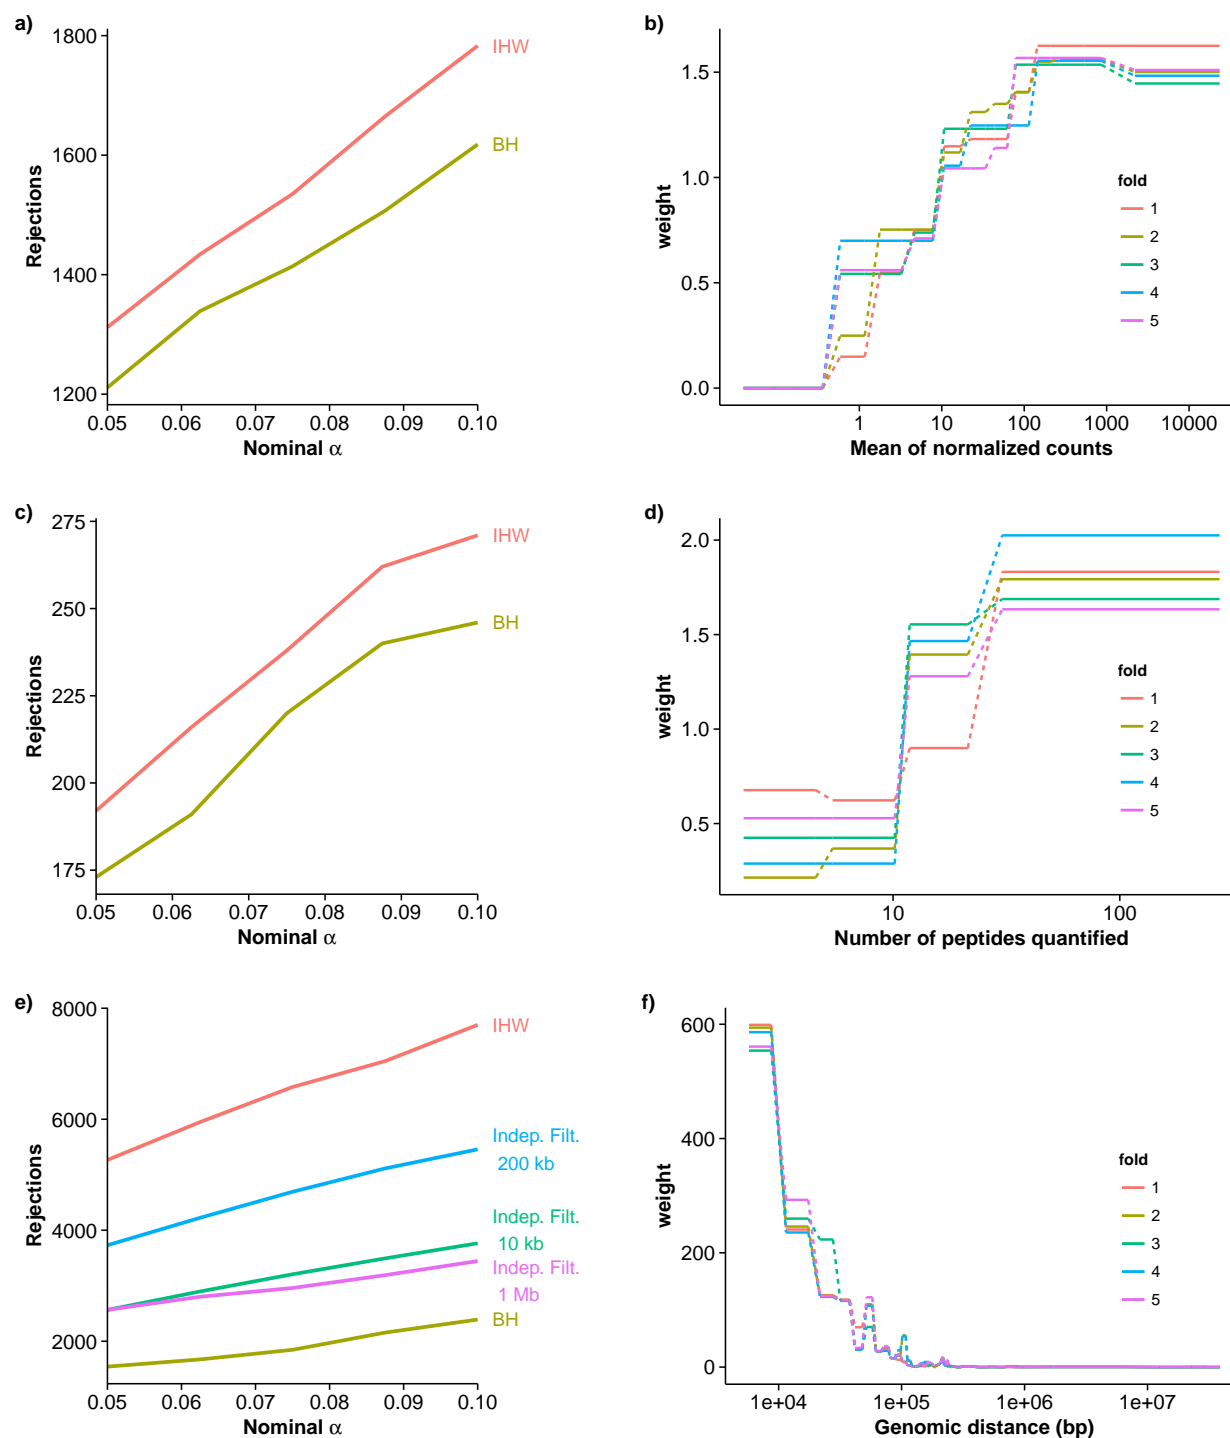 a)
1800
1600
1400
1200
Rejections
0.05 0.06 0.07 0.08 0.09 0.10
Nominal α
IHW
BH
b)
1.5
1.0
0.5
0.0
weight
1 10 100 1000 10000
Mean of normalized counts
fold
1
2
3
4
5
c)
275
250
225
200
175
Rejections
0.05 0.06 0.07 0.08 0.09 0.10
Nominal α
IHW
BH
d)
2.0
1.5
1.0
0.5
weight
10 100
Number of peptides quantified
fold
1
2
3
4
5
e)
8000
6000
4000
2000
Rejections
0.05 0.06 0.07 0.08 0.09 0.10
Nominal α
IHW
Indep. Filt.
200 kb
Indep. Filt.
10 kb
Indep. Filt.
1 Mb
BH
f)
600
400
200
0
weight
1e+04 1e+05 1e+06 1e+07
Genomic distance (bp)
fold
1
2
3
4
5